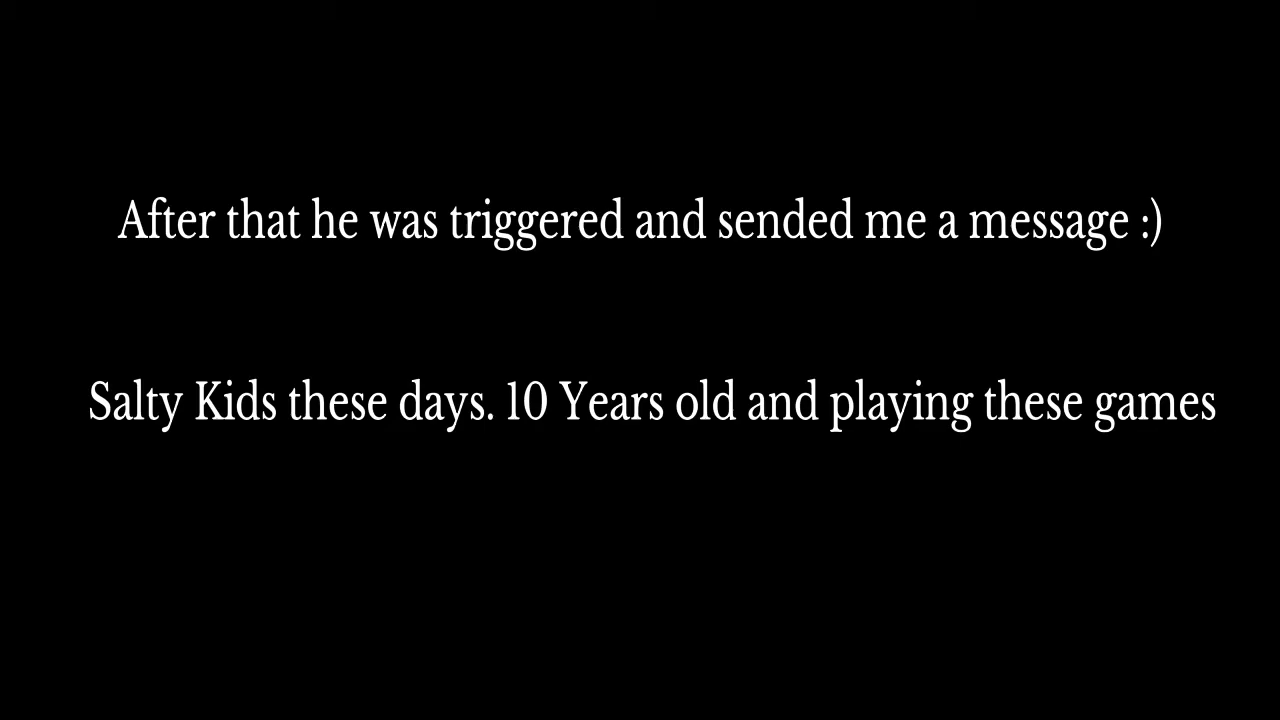 After that he was triggered and sended me a message :)
Salty Kids these days. 10 Years old and playing these games